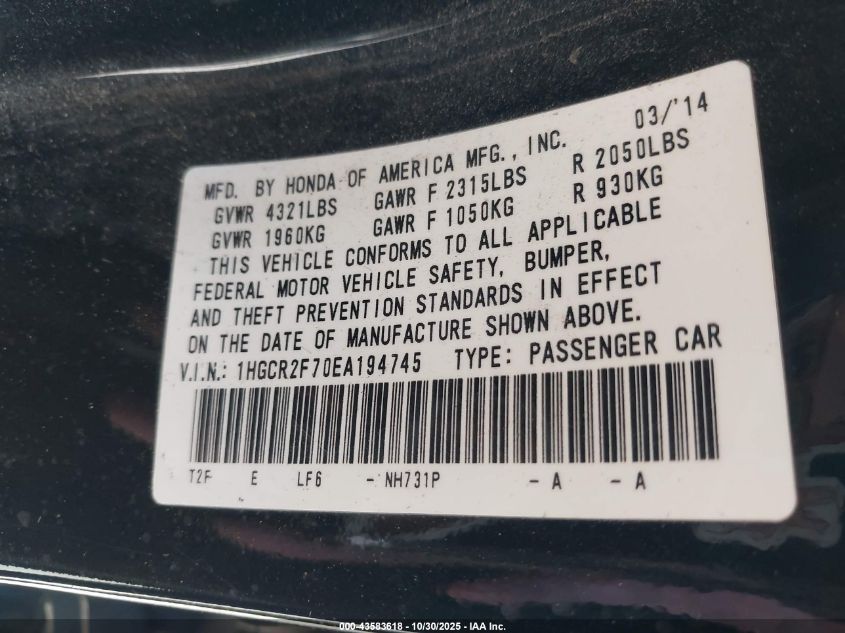 03/'14
MFD. BY HONDA OF AMERICA MFG., INC.
GVWR 4321LBS GAWR F 2315LBS R 2050LBS
GVWR 1960KG GAWR F 1050KG R 930KG
THIS VEHICLE CONFORMS TO ALL APPLICABLE
FEDERAL MOTOR VEHICLE SAFETY, BUMPER,
AND THEFT PREVENTION STANDARDS IN EFFECT
ON THE DATE OF MANUFACTURE SHOWN ABOVE.
V.I.N.: 1HGCR2F70EA194745 TYPE: PASSENGER CAR
T2F E LF6 - NH731P - A - A
000-43583618 - 10/30/2025 - IAA Inc.